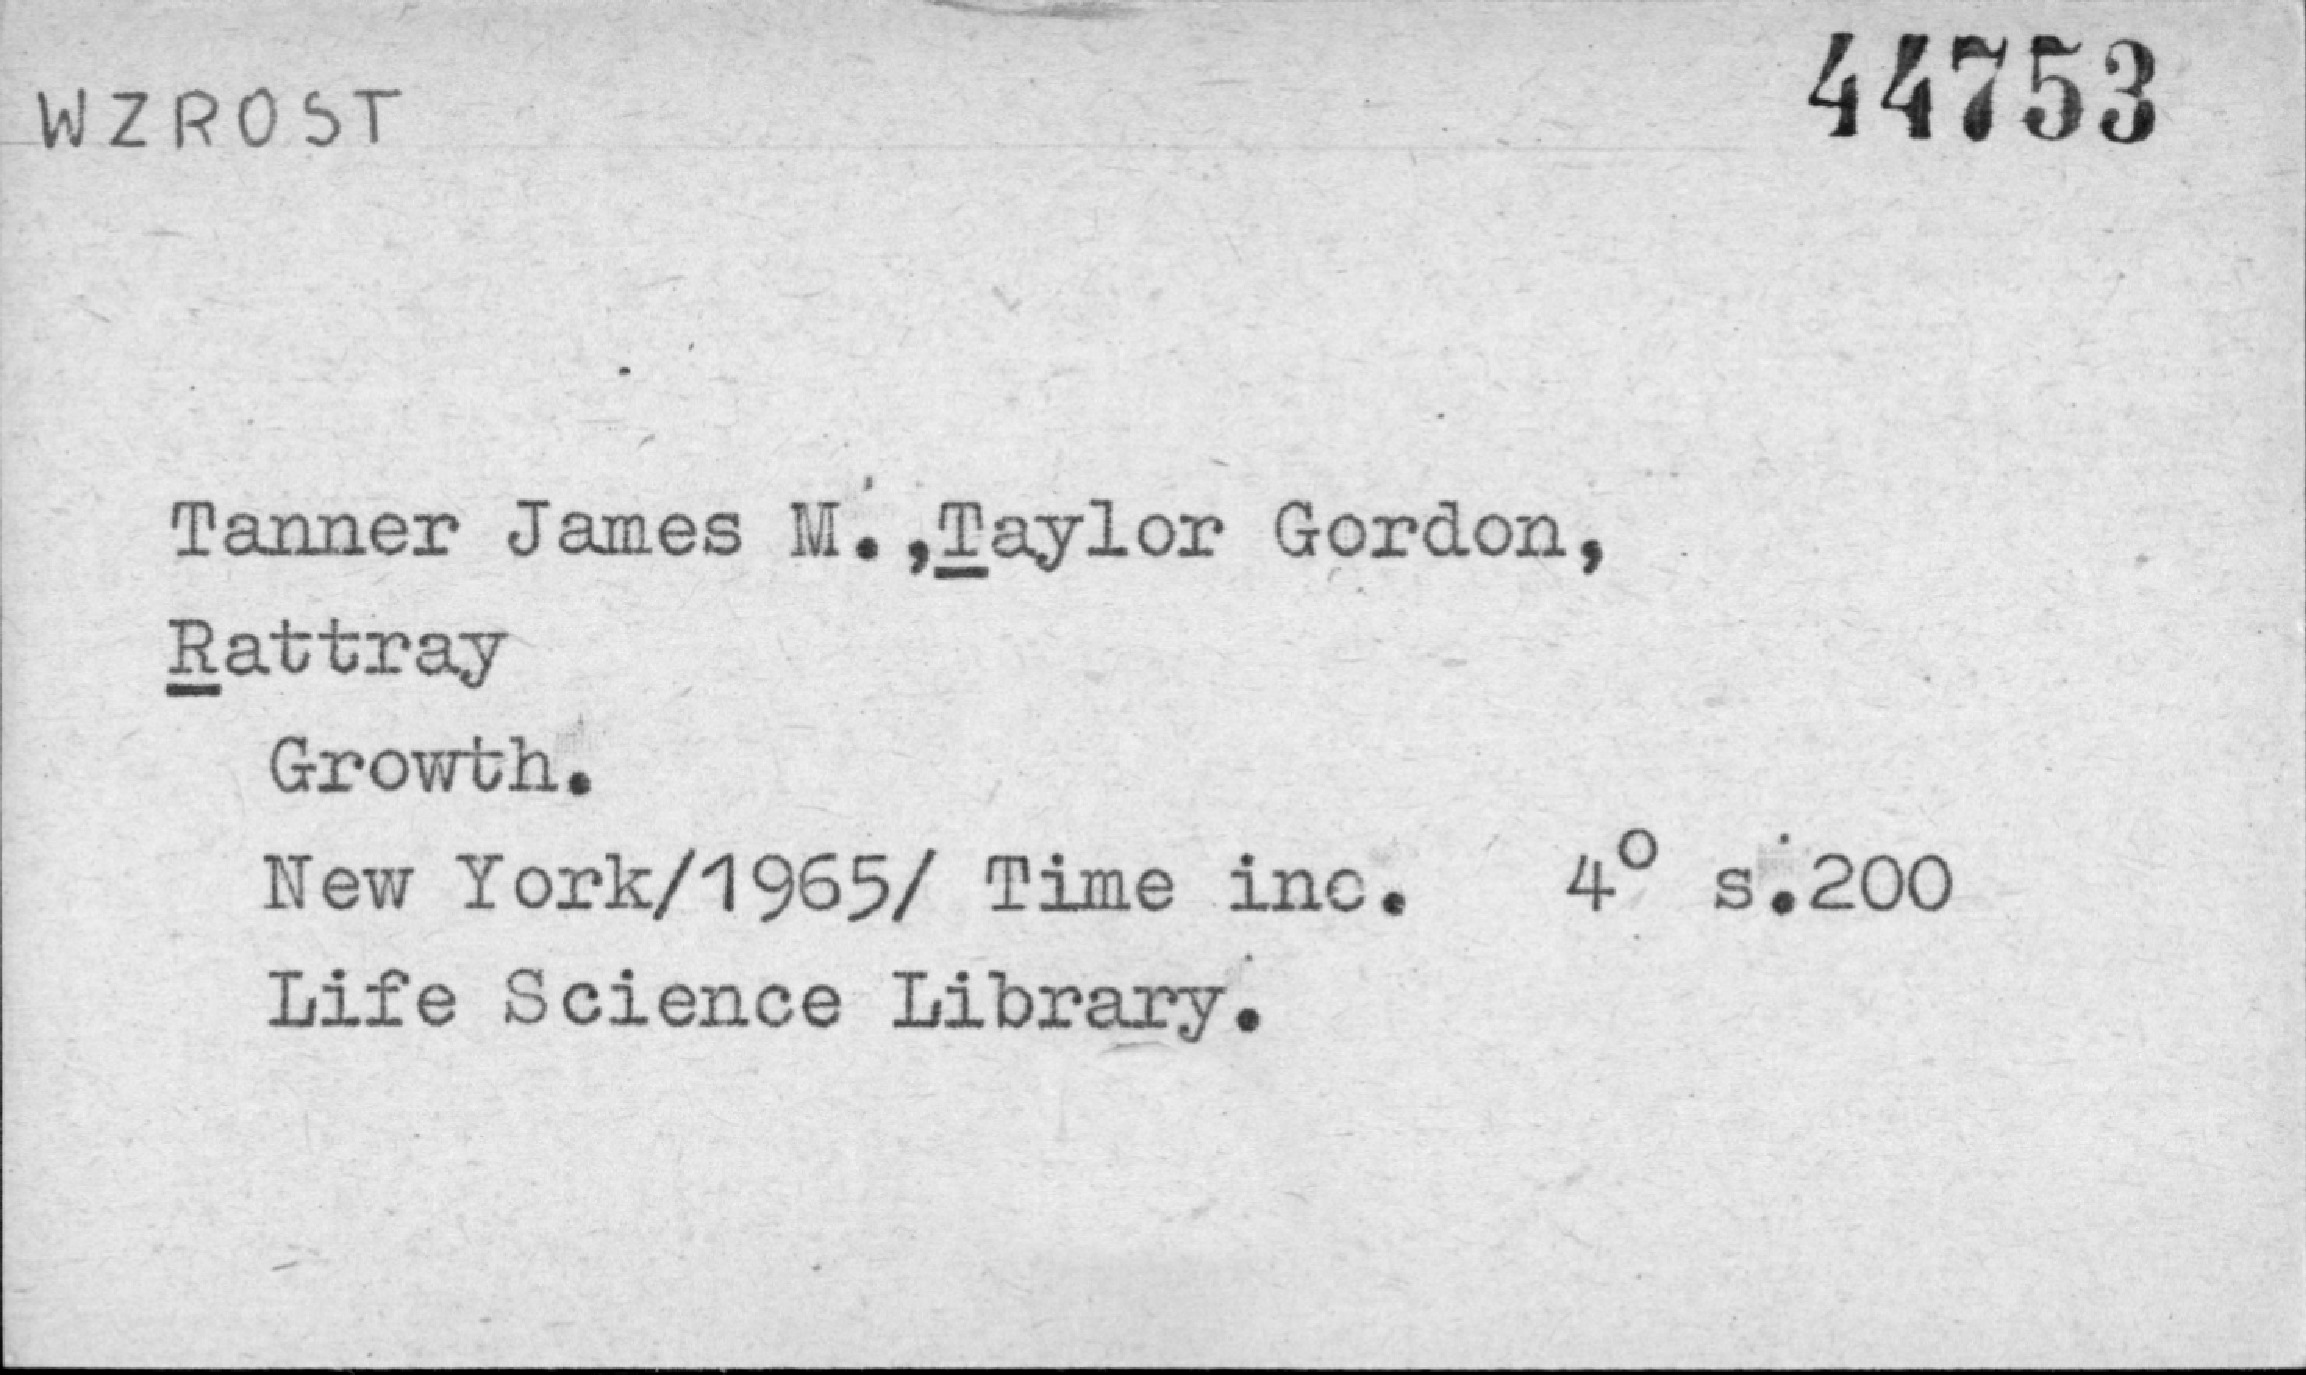 WZROST 44753
Tanner James M.,Taylor Gordon,
Rattray
Growth.
New York/1965/ Time inc. 4° s.200
Life Science Library.